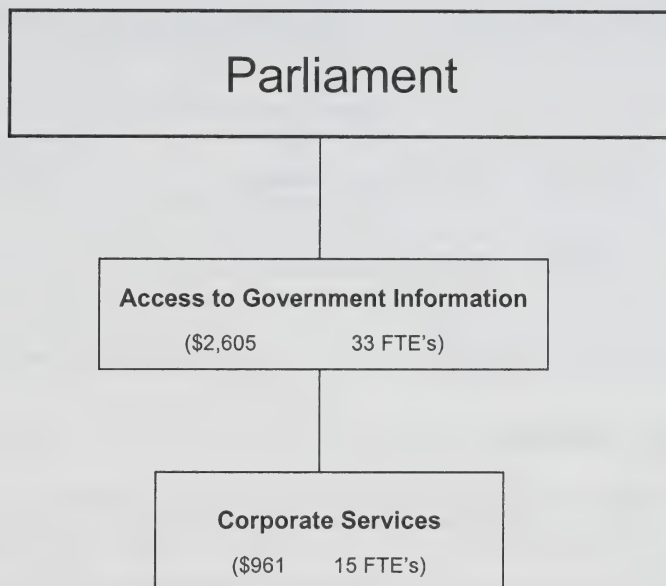 Parliament
Access to Government Information
($2,605 33 FTE's)
Corporate Services
($961 15 FTE's)